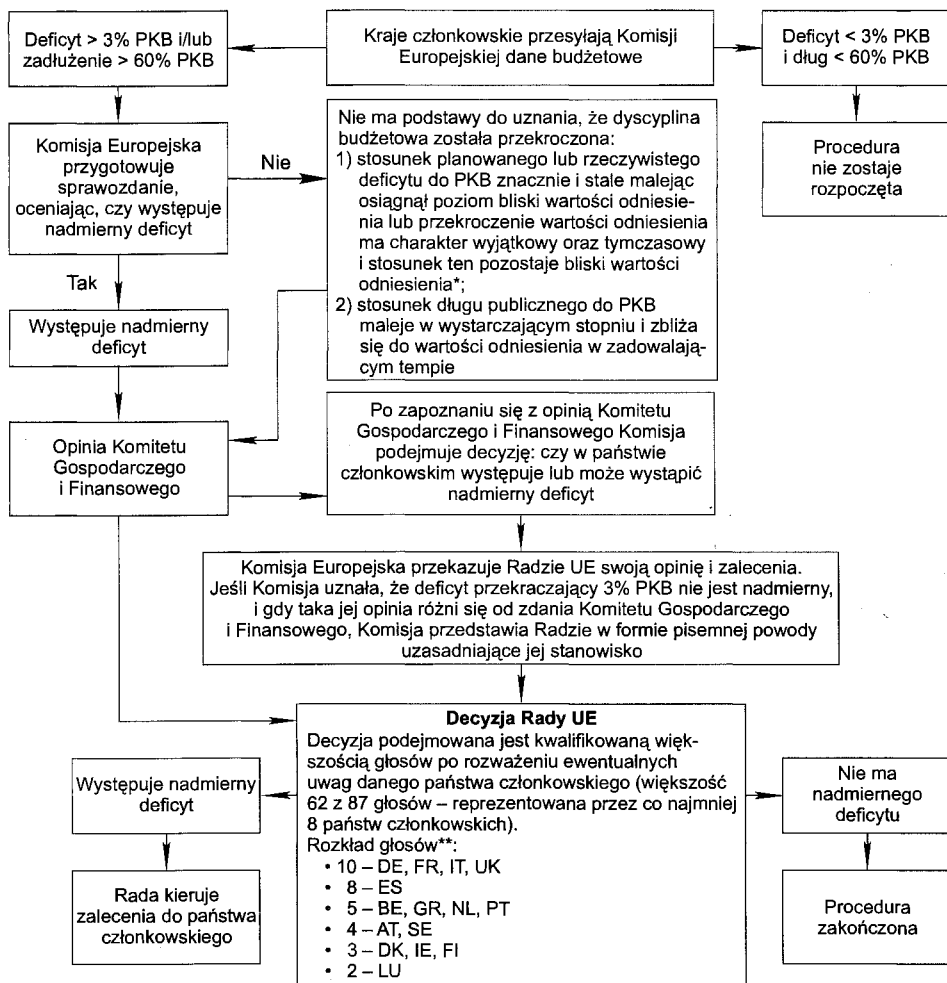 Deficyt > 3% PKB i/lub
zadłużenie > 60% PKB
Kraje członkowskie przesyłają Komisji
Europejskiej dane budżetowe
Deficyt < 3% PKB
i dług < 60% PKB
Komisja Europejska
przygotowuje
sprawozdanie,
oceniając, czy występuje
nadmierny deficyt
Nie
Nie ma podstawy do uznania, że dyscyplina
budżetowa została przekroczona:
1) stosunek planowanego lub rzeczywistego
deficytu do PKB znacznie i stale malejąc
osiągnął poziom bliski wartości odniesie-
nia lub przekroczenie wartości odniesienia
ma charakter wyjątkowy oraz tymczasowy
i stosunek ten pozostaje bliski wartości
odniesienia*;
2) stosunek długu publicznego do PKB
maleje w wystarczającym stopniu i zbliża
się do wartości odniesienia w zadowalają-
cym tempie
Procedura
nie zostaje
rozpoczęta
Tak
Występuje nadmierny
deficyt
Opinia Komitetu
Gospodarczego
i Finansowego
Po zapoznaniu się z opinią Komitetu
Gospodarczego i Finansowego Komisja
podejmuje decyzję: czy w państwie
członkowskim występuje lub może wystąpić
nadmierny deficyt
Komisja Europejska przekazuje Radzie UE swoją opinię i zalecenia.
Jeśli Komisja uznała, że deficyt przekraczający 3% PKB nie jest nadmierny,
i gdy taka jej opinia różni się od zdania Komitetu Gospodarczego
i Finansowego, Komisja przedstawia Radzie w formie pisemnej powody
uzasadniające jej stanowisko
Decyzja Rady UE
Decyzja podejmowana jest kwalifikowaną więk-
szością głosów po rozważeniu ewentualnych
uwag danego państwa członkowskiego (większość
62 z 87 głosów – reprezentowana przez co najmniej
8 państw członkowskich).
Rozkład głosów**:
• 10 – DE, FR, IT, UK
• 8 – ES
• 5 – BE, GR, NL, PT
• 4 – AT, SE
• 3 – DK, IE, FI
• 2 – LU
Występuje nadmierny
deficyt
Rada kieruje
zalecenia do państwa
członkowskiego
Nie ma
nadmiernego
deficytu
Procedura
zakończona